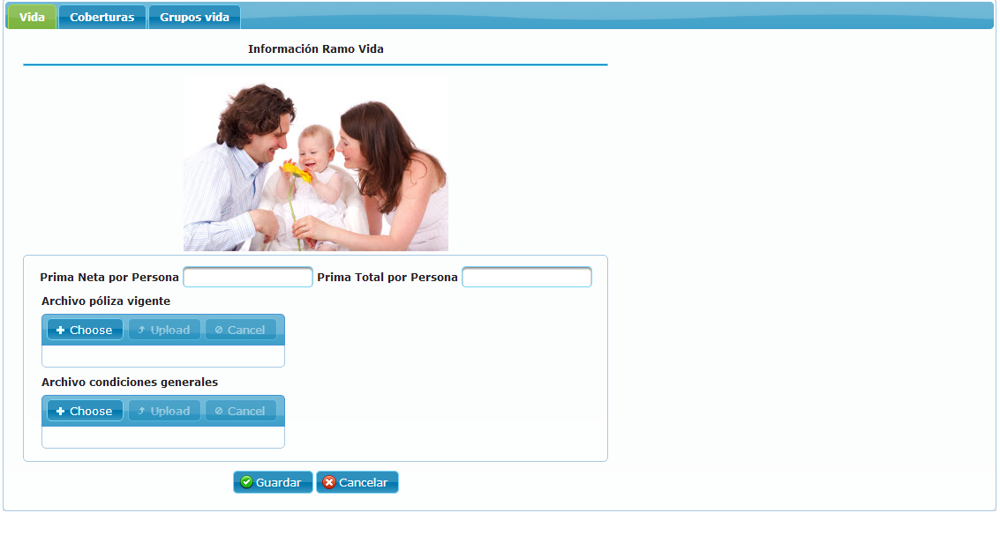 Vida Coberturas Grupos vida
Información Ramo Vida
Prima Neta por Persona Prima Total por Persona
Archivo póliza vigente
Choose Upload Cancel
Archivo condiciones generales
Choose Upload Cancel
Guardar Cancelar